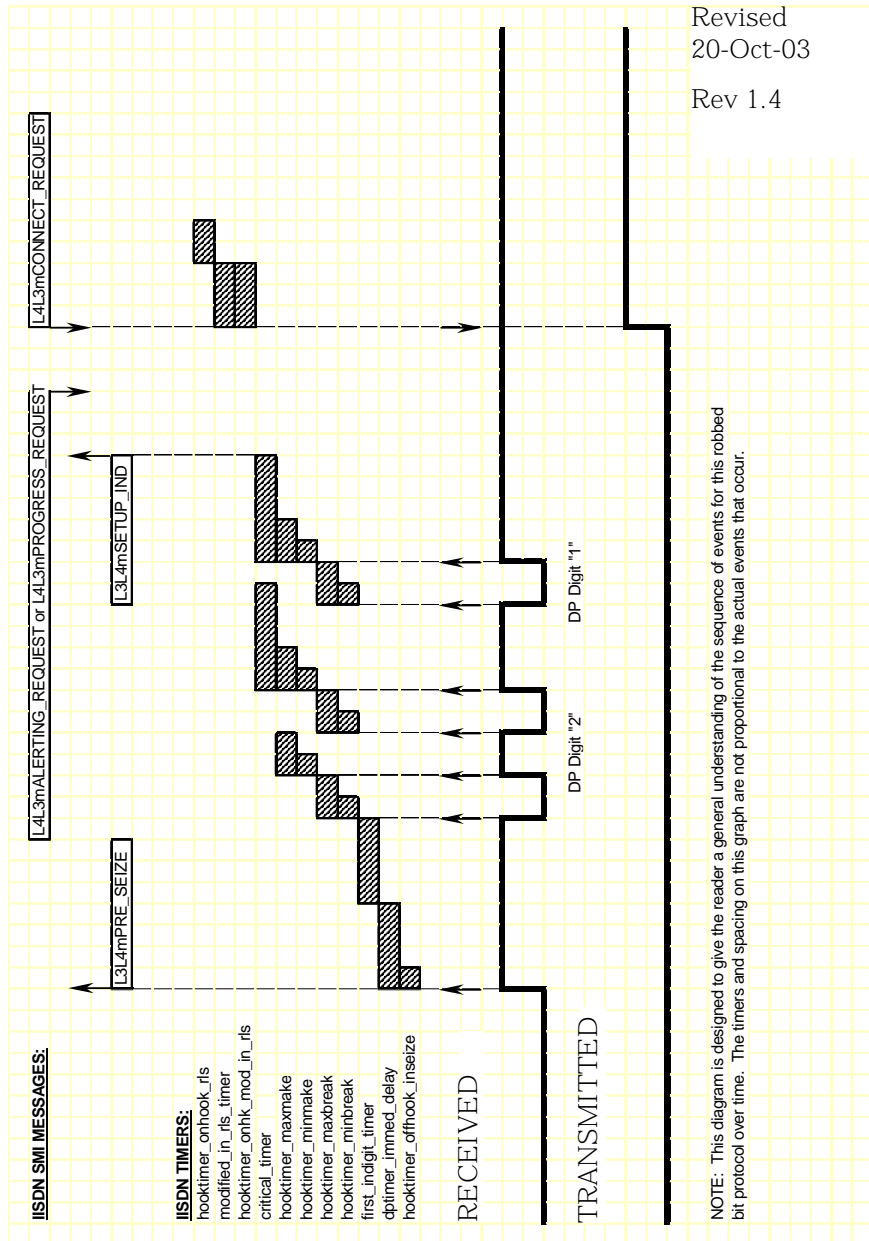 Revised
20-Oct-03
Rev 1.4
IISDN SMI MESSAGES:
L4L3mALERTING_REQUEST or L4L3mPROGRESS_REQUEST
L4L3mCONNECT_REQUEST
L3L4mPRE_SEIZE
L3L4mSETUP_IND
IISDN TIMERS:
hooktimer_onhook_rls
modified_in_rls_timer
hooktimer_onhk_mod_in_rls
critical_timer
hooktimer_maxmake
hooktimer_minmake
hooktimer_maxbreak
hooktimer_minbreak
first_indigit_timer
dptimer_immed_delay
hooktimer_offhook_inseize
RECEIVED
DP Digit "2"
DP Digit "1"
TRANSMITTED
NOTE: This diagram is designed to give the reader a general understanding of the sequence of events for this robbed
bit protocol over time. The timers and spacing on this graph are not proportional to the actual events that occur.